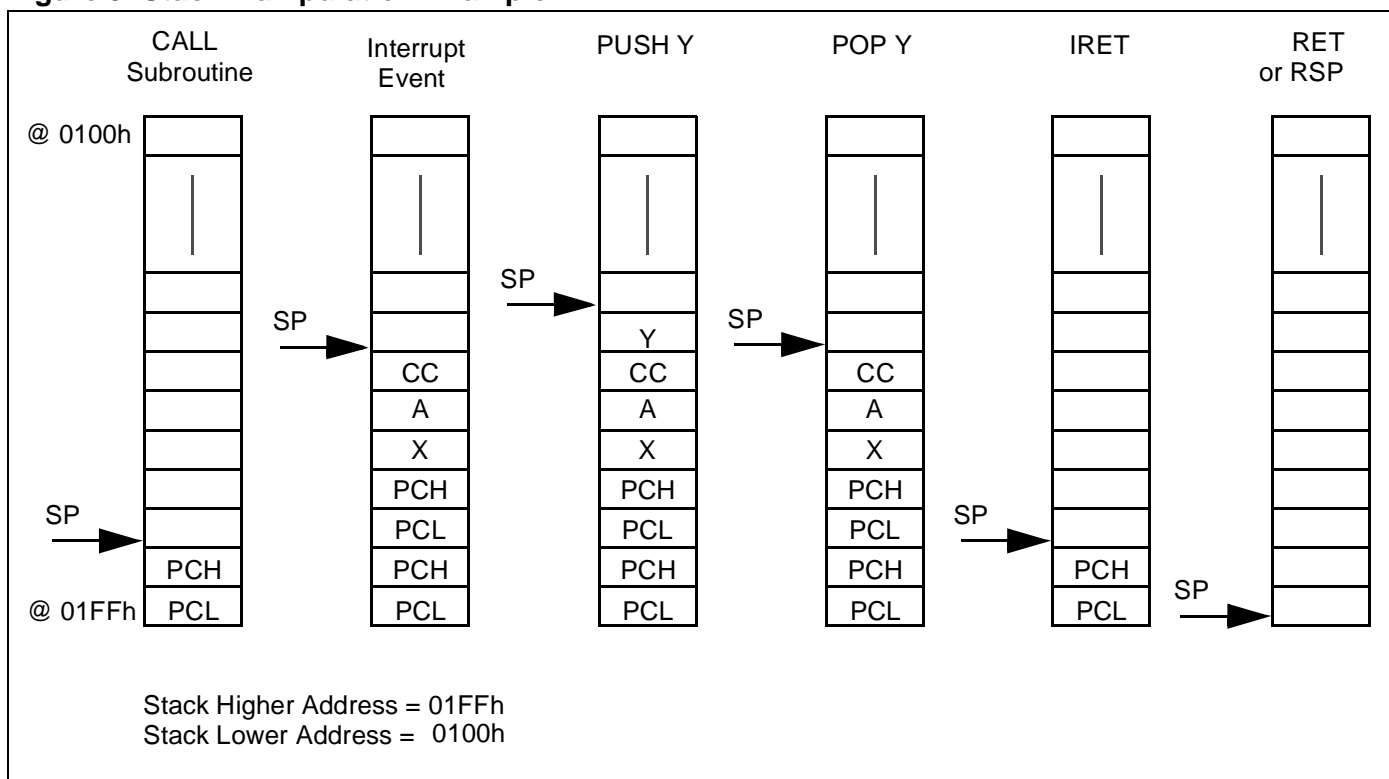 CALL
Subroutine
Interrupt
Event
PUSH Y
POP Y
IRET
RET
or RSP
@ 0100h
SP
SP
Y
SP
CC
CC
CC
A
A
A
X
X
X
PCH
PCH
PCH
SP
PCL
PCL
PCL
SP
PCH
PCH
PCH
PCH
PCH
@ 01FFh
PCL
PCL
PCL
PCL
PCL
SP
Stack Higher Address = 01FFh
Stack Lower Address = 0100h